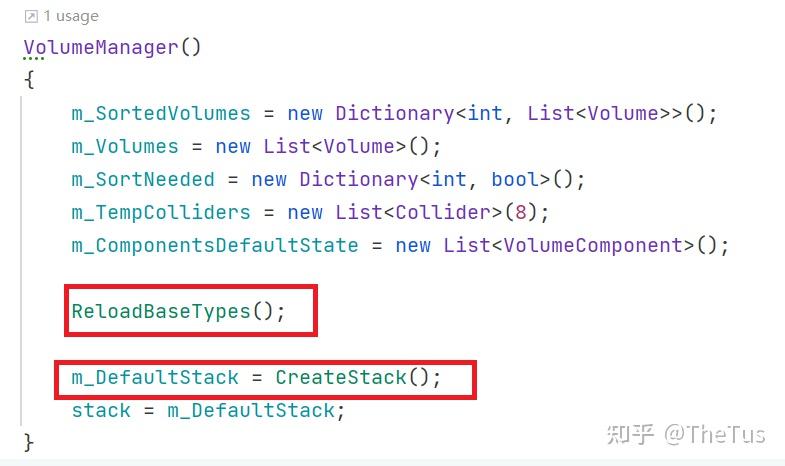 1 usage
VolumeManager()
{
m_SortedVolumes = new Dictionary<int, List<Volume>>();
m_Volumes = new List<Volume>();
m_SortNeeded = new Dictionary<int, bool>();
m_TempColliders = new List<Collider>(8);
m_ComponentsDefaultState = new List<VolumeComponent>();
ReloadBaseTypes();
m_DefaultStack = CreateStack();
stack = m_DefaultStack;
}
知乎 @TheTus